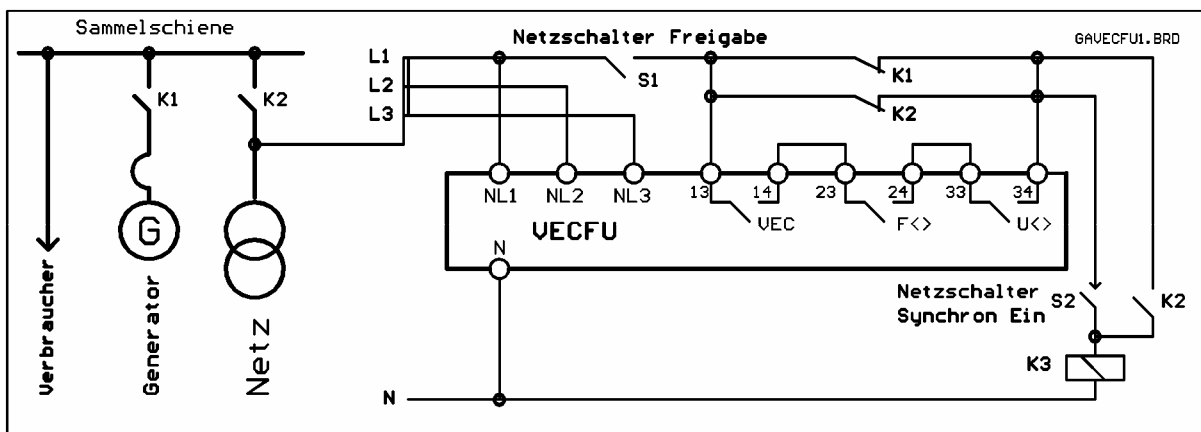 Sammelschiene
Netzschalter Freigabe
GAVECFU1.BRD
L1
L2
L3
S1
K1
K2
K1
K2
NL1
NL2
NL3
13
14
23
24
33
34
VEC
F<>
U<>
VECFU
N
G
Verbraucher
Generator
Netz
Netzschalter
Synchron Ein
S2
K2
K3
N